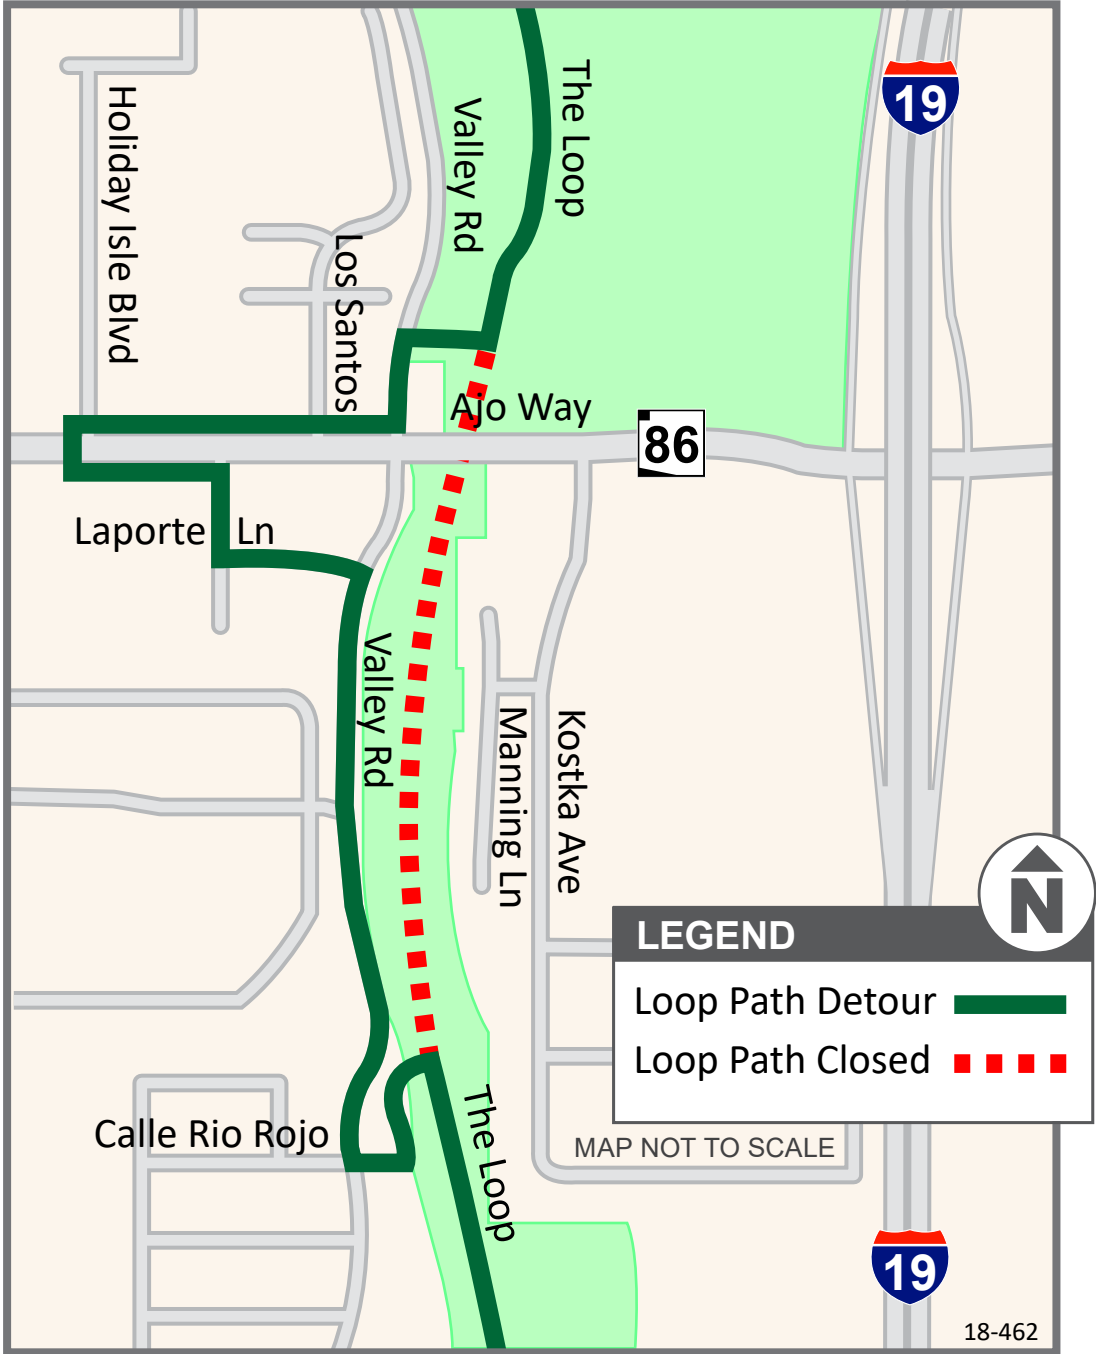 The Loop
19
Holiday Isle Blvd
Valley Rd
Los Santos
Ajo Way
86
Laporte Ln
Valley Rd
Manning Ln
Kostka Ave
N
LEGEND
Loop Path Detour
Loop Path Closed
MAP NOT TO SCALE
Calle Rio Rojo
The Loop
19
18-462